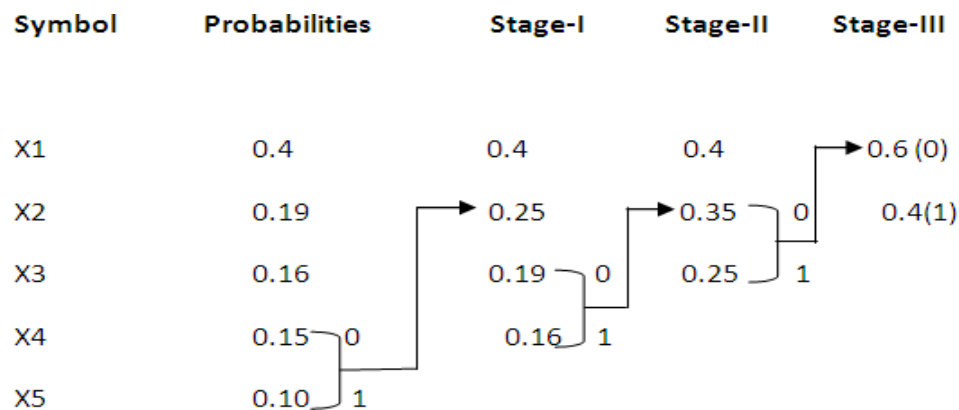 Symbol Probabilities Stage-I Stage-II Stage-III
X1 0.4 0.4 0.4 0.6 (0)
X2 0.19 0.25 0.35 0 0.4(1)
X3 0.16 0.19 0 0.25 1
X4 0.15 0 0.16 1
X5 0.10 1